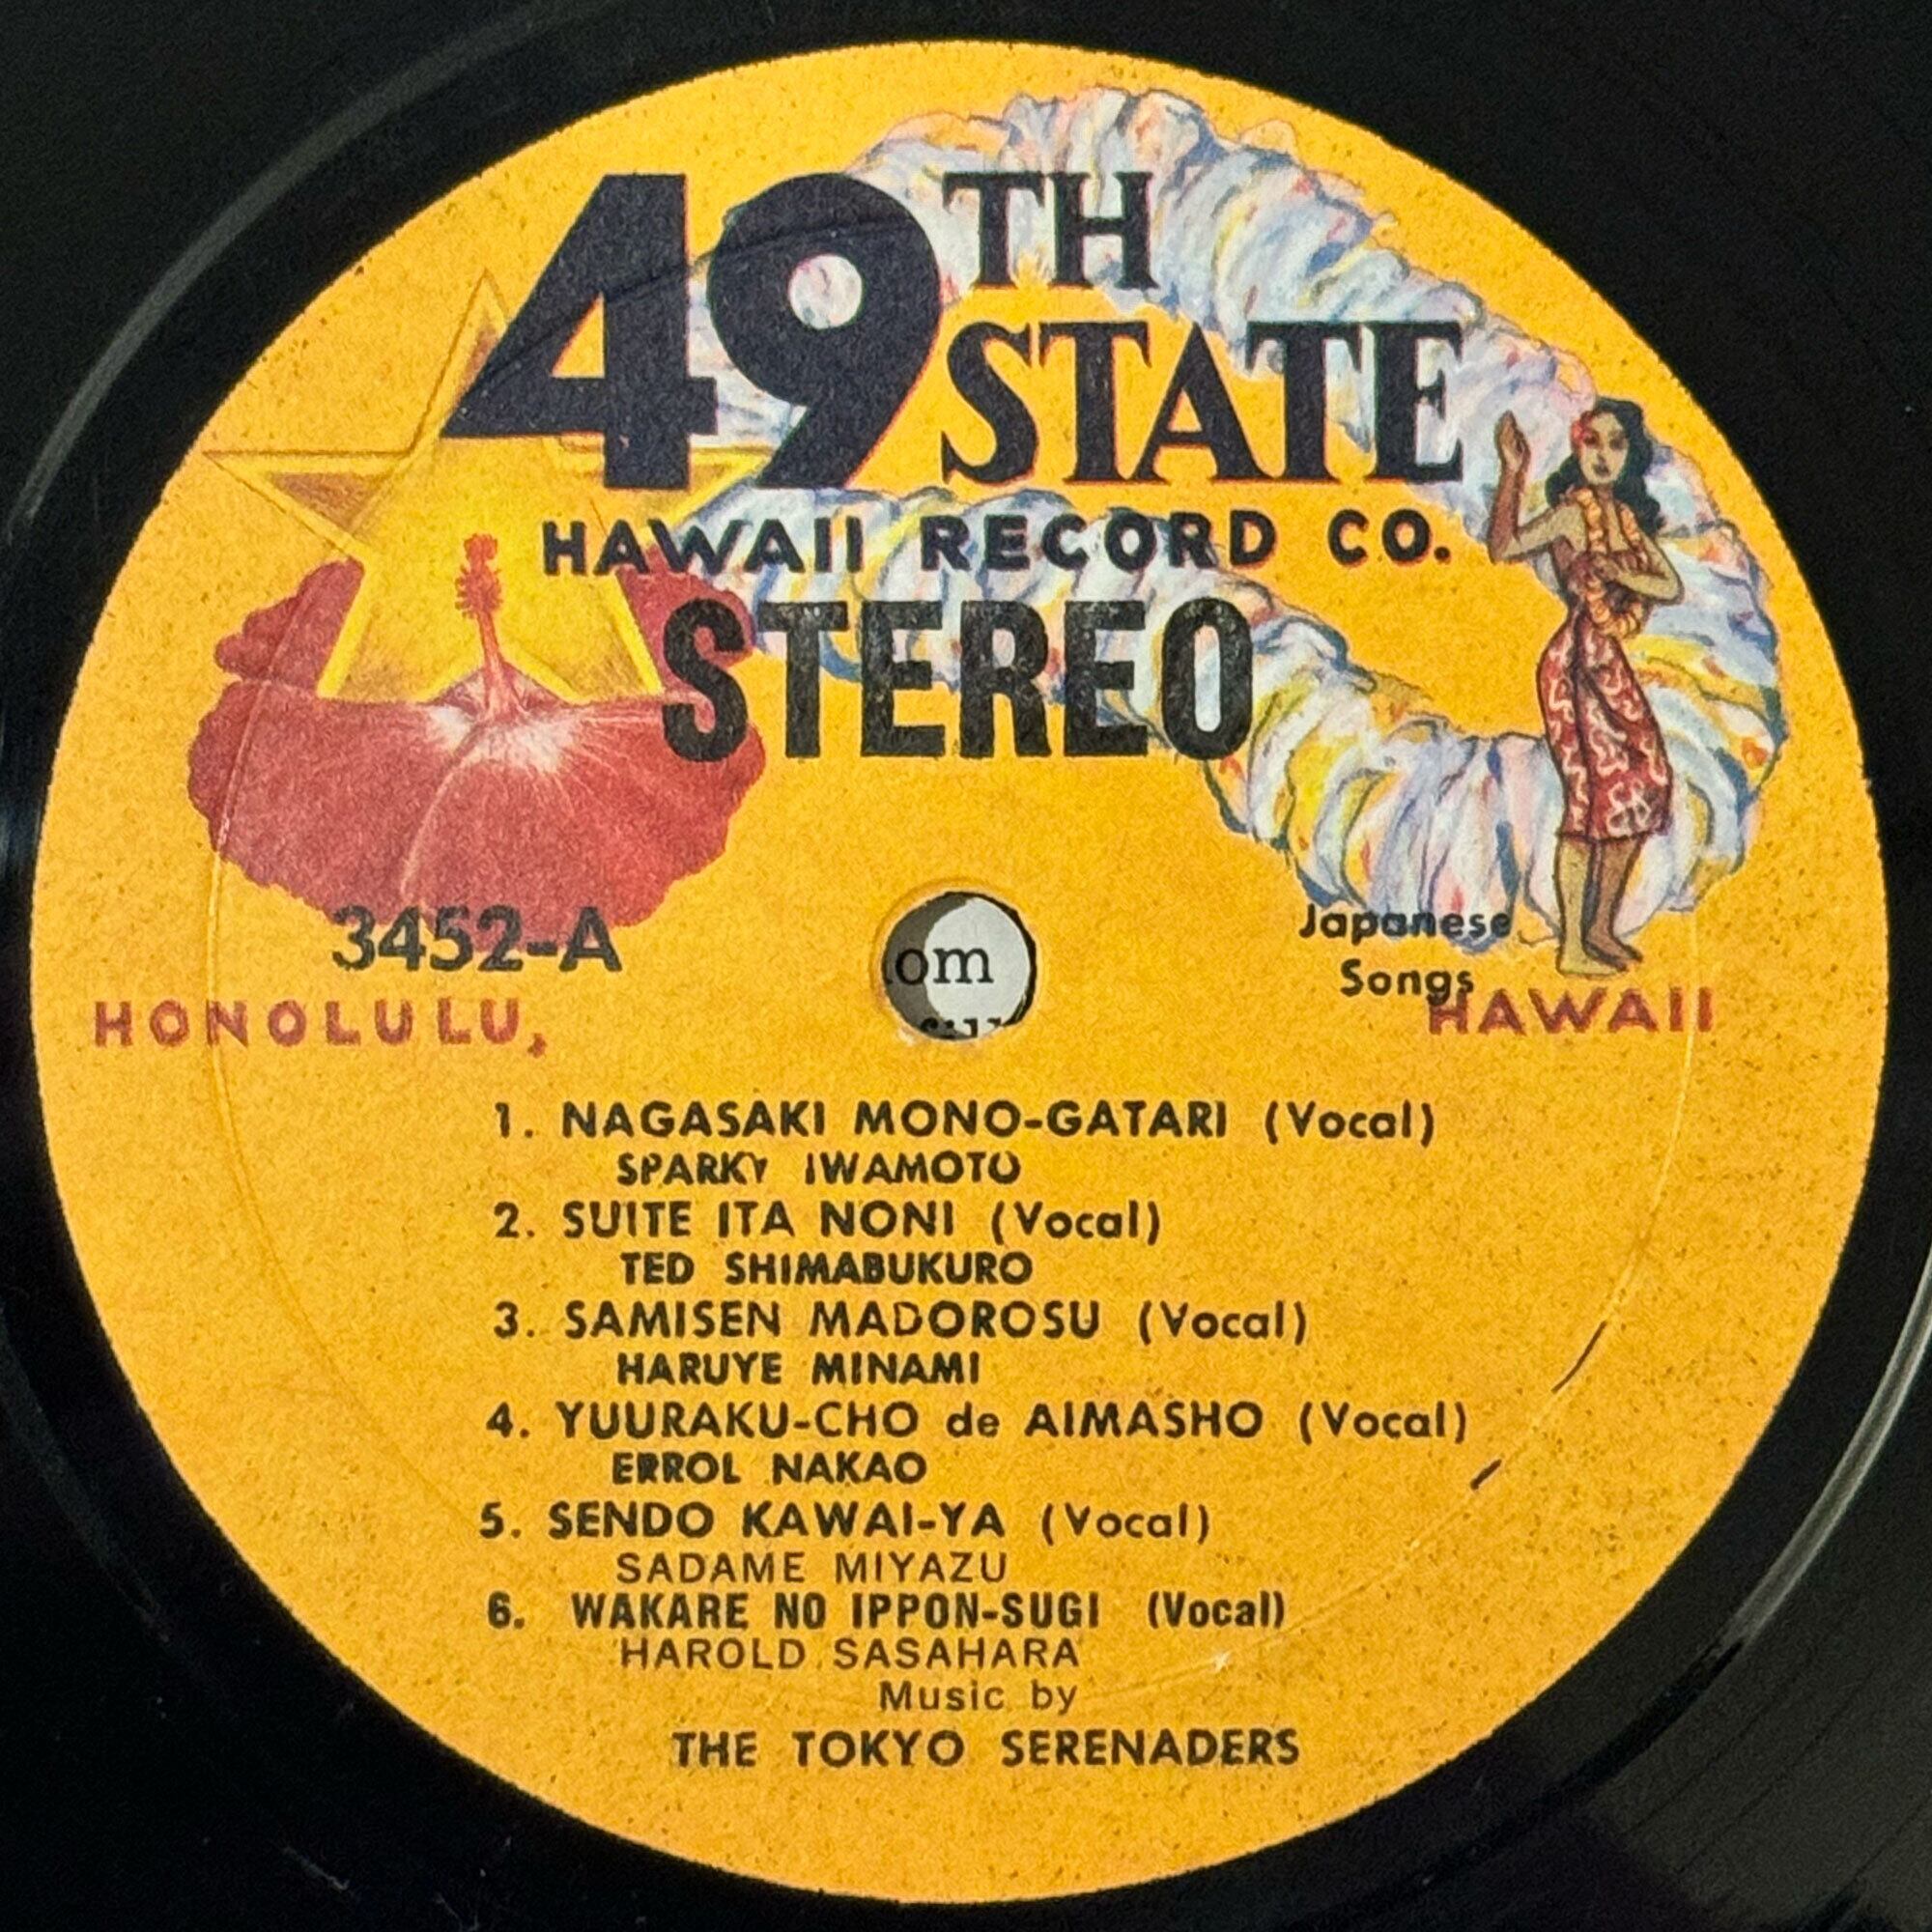 49TH
STATE
HAWAII RECORD CO.
STEREO
3452-A
Japanese
Songs
HONOLULU,
HAWAII
om
1. NAGASAKI MONO-GATARI (Vocal)
SPARKY IWAMOTO
2. SUITE ITA NONI (Vocal)
TED SHIMABUKURO
3. SAMISEN MADOROSU (Vocal)
HARUYE MINAMI
4. YUURAKU-CHO de AIMASHO (Vocal)
ERROL NAKAO
5. SENDO KAWAI-YA (Vocal)
SADAME MIYAZU
6. WAKARE NO IPPON-SUGI (Vocal)
HAROLD SASAHARA
Music by
THE TOKYO SERENADERS